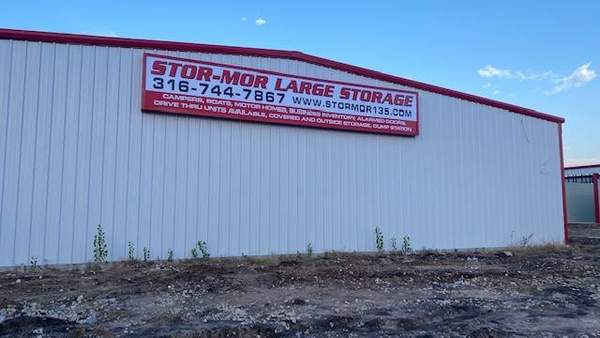 STOR-MOR LARGE STORAGE
316-744-7867 WWW.STORMOR135.COM
CAMPERS, BOATS, MOTOR HOMES, BUSINESS INVENTORY, ALARMED DOORS,
DRIVE THRU UNITS AVAILABLE, COVERED AND OUTSIDE STORAGE, DUMP STATION